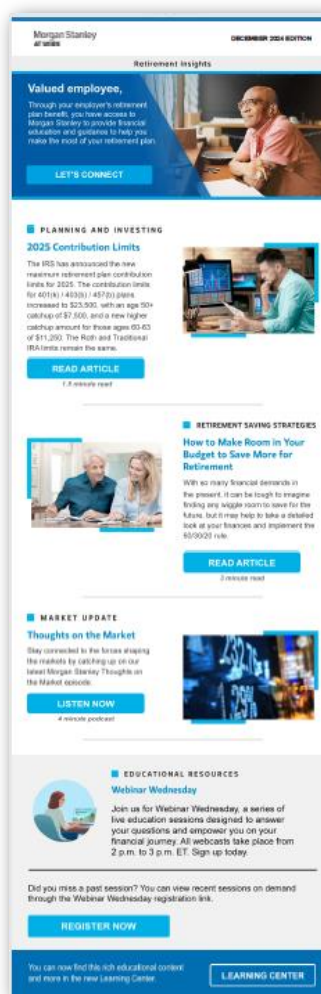 Morgan Stanley
AT WORK
DECEMBER 2024 EDITION
Retirement Insights
Valued employee,
Through your employer's retirement
plan benefit, you have access to
Morgan Stanley to provide financial
education and guidance to help you
make the most of your retirement plan.
LET'S CONNECT
PLANNING AND INVESTING
2025 Contribution Limits
The IRS has announced the new
maximum retirement plan contribution
limits for 2025. The contribution limits
for 401(k) / 403(b) / 457(b) plans
increased to $23,500, with an age 50+
catchup of $7,500, and a new higher
catchup amount for those ages 60-63
of $11,250. The Roth and Traditional
IRA limits remain the same.
READ ARTICLE
1.5 minute read
RETIREMENT SAVING STRATEGIES
How to Make Room in Your
Budget to Save More for
Retirement
With so many financial demands in
the present, it can be tough to imagine
finding any wiggle room to save for the
future, but it may help to take a detailed
look at your finances and implement the
50/30/20 rule.
READ ARTICLE
3 minute read
MARKET UPDATE
Thoughts on the Market
Stay connected to the forces shaping
the markets by catching up on our
latest Morgan Stanley Thoughts on
the Market episode.
LISTEN NOW
4 minute podcast
EDUCATIONAL RESOURCES
Webinar Wednesday
Join us for Webinar Wednesday, a series of
live education sessions designed to answer
your questions and empower you on your
financial journey. All webcasts take place from
2 p.m. to 3 p.m. ET. Sign up today.
Did you miss a past session? You can view recent sessions on demand
through the Webinar Wednesday registration link.
REGISTER NOW
You can now find this rich educational content
and more in the new Learning Center.
LEARNING CENTER